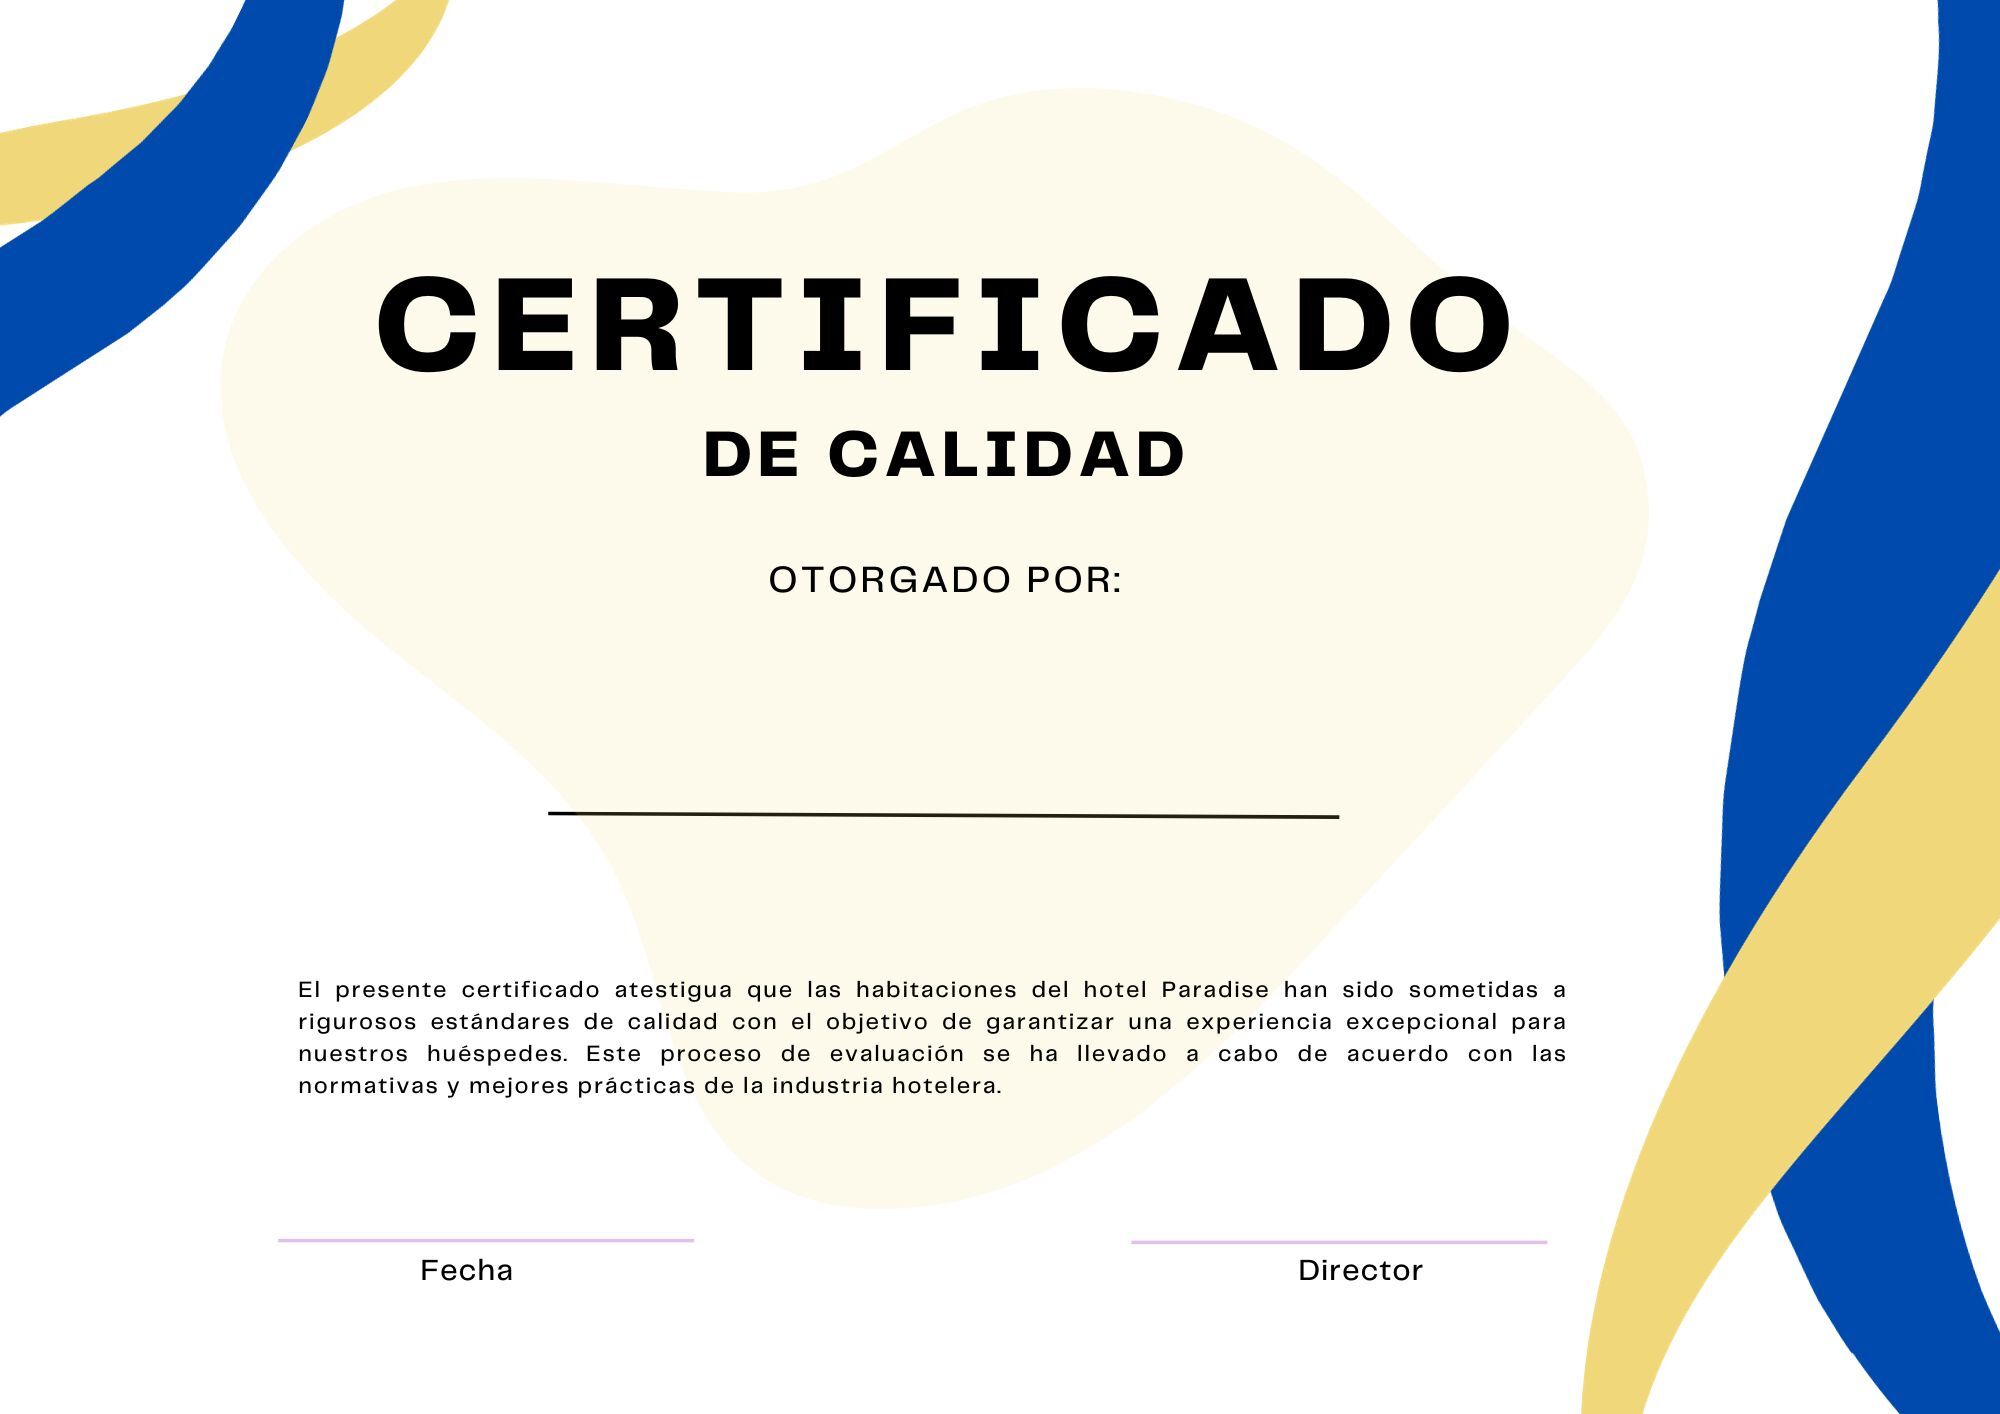 CERTIFICADO
DE CALIDAD
OTORGADO POR:
El presente certificado atestigua que las habitaciones del hotel Paradise han sido sometidas a
rigurosos estándares de calidad con el objetivo de garantizar una experiencia excepcional para
nuestros huéspedes. Este proceso de evaluación se ha llevado a cabo de acuerdo con las
normativas y mejores prácticas de la industria hotelera.
Fecha
Director